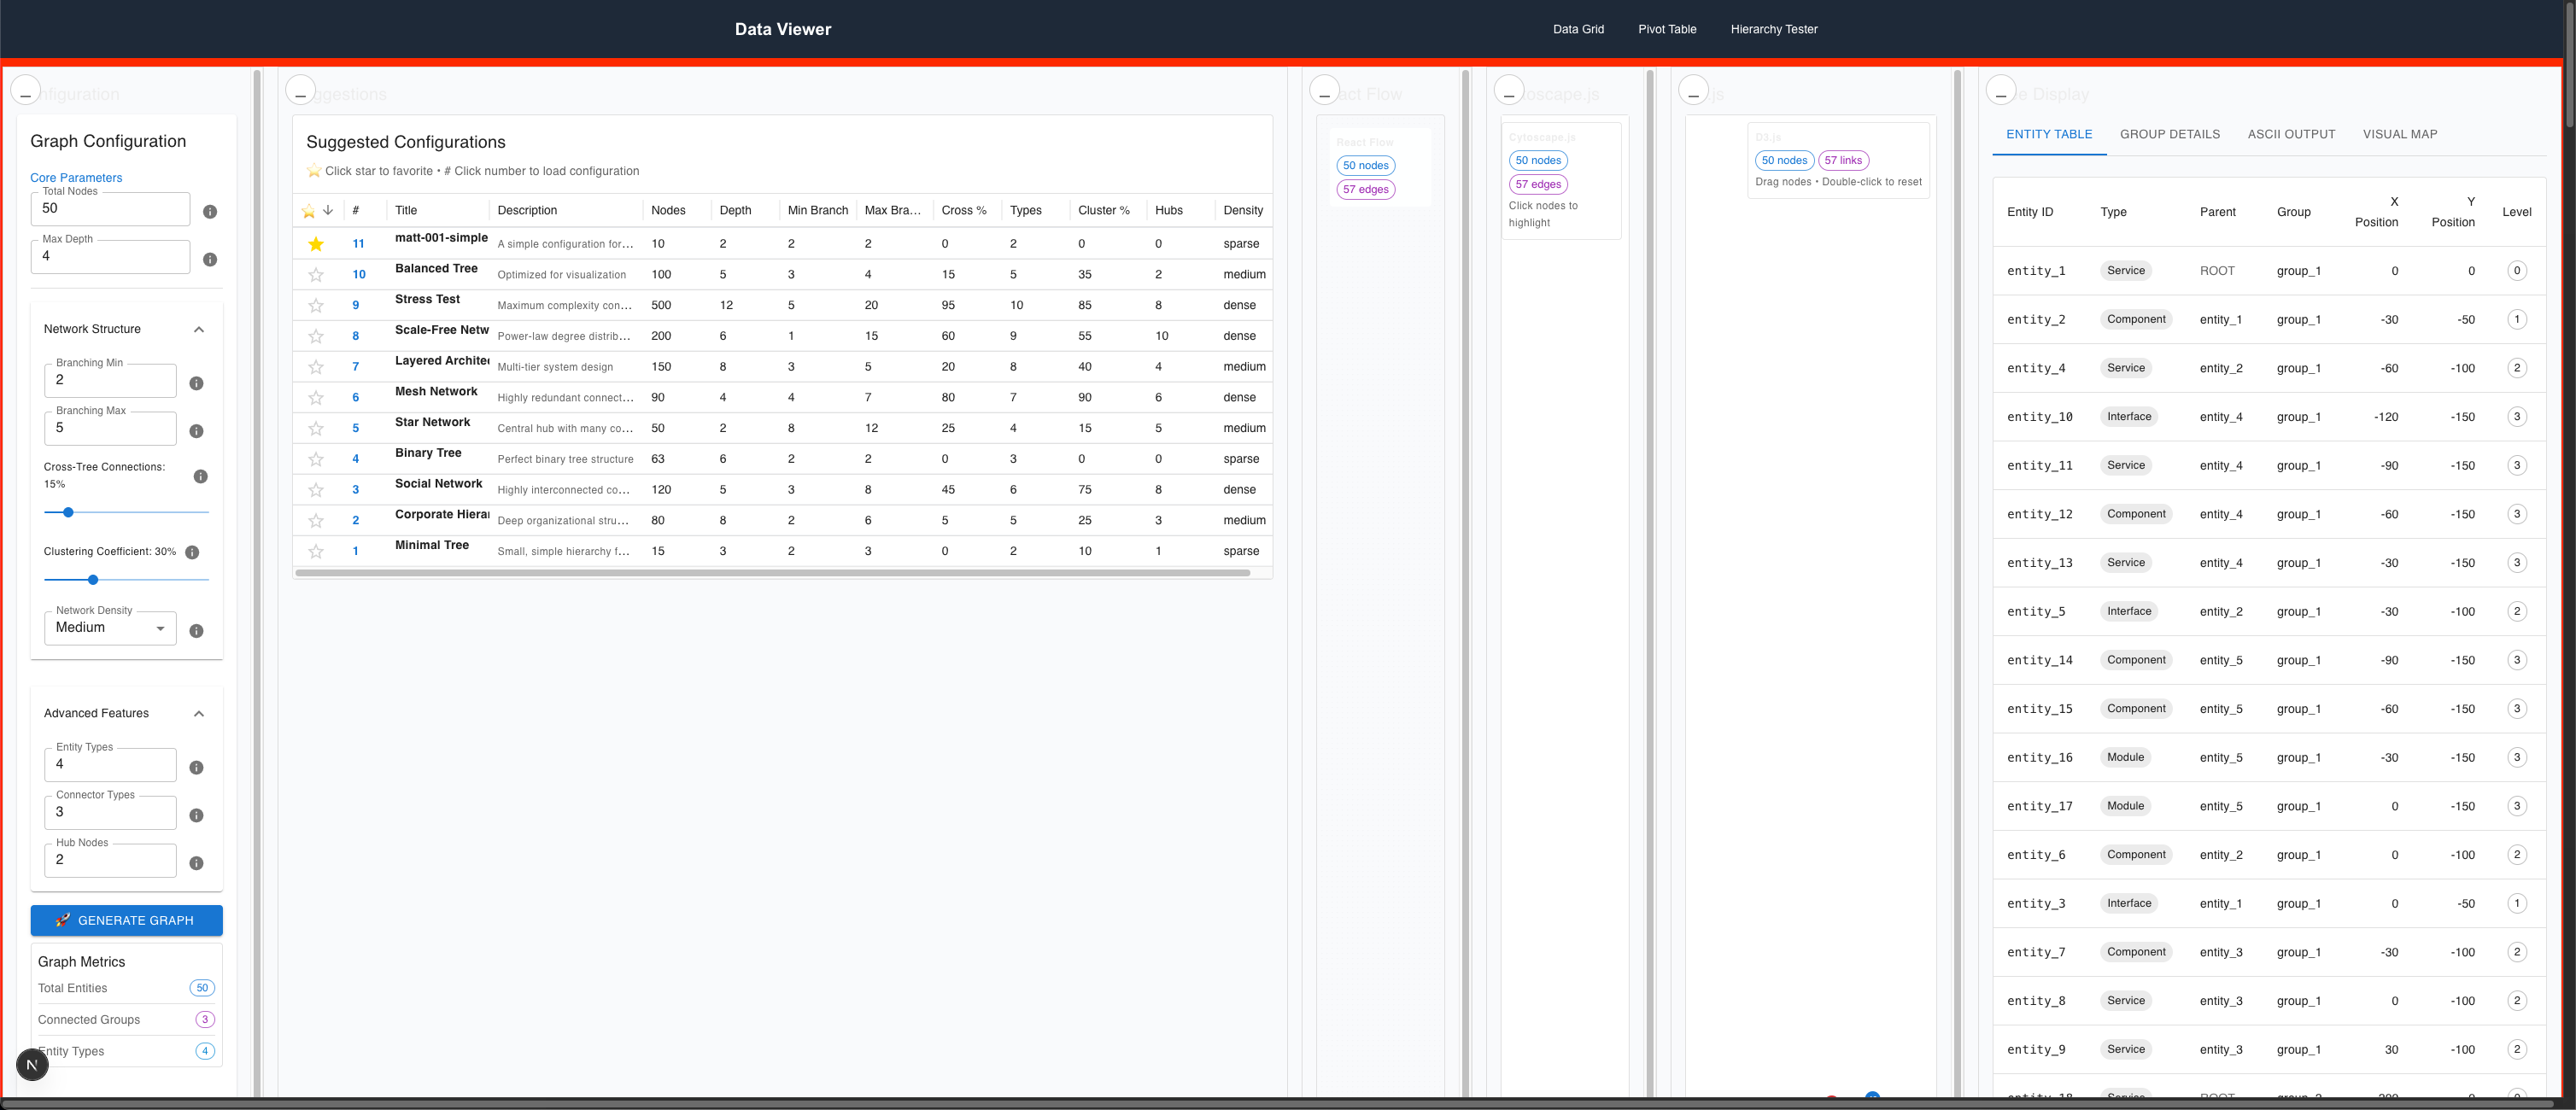 Data Viewer
Data Grid
Pivot Table
Hierarchy Tester
nfiguration
Graph Configuration
Core Parameters
Total Nodes
50
Max Depth
4
Network Structure
Branching Min
2
Branching Max
5
Cross-Tree Connections:
15%
Clustering Coefficient: 30%
Network Density
Medium
Advanced Features
Entity Types
4
Connector Types
3
Hub Nodes
2
🚀 GENERATE GRAPH
Graph Metrics
Total Entities 50
Connected Groups 3
Entity Types 4
N
ggestions
Suggested Configurations
⭐ Click star to favorite • # Click number to load configuration
⭐ ↓ # Title Description Nodes Depth Min Branch Max Bra... Cross % Types Cluster % Hubs Density
11 matt-001-simple A simple configuration for... 10 2 2 2 0 2 0 0 sparse
10 Balanced Tree Optimized for visualization 100 5 3 4 15 5 35 2 medium
9 Stress Test Maximum complexity con... 500 12 5 20 95 10 85 8 dense
8 Scale-Free Netw Power-law degree distrib... 200 6 1 15 60 9 55 10 dense
7 Layered Archite Multi-tier system design 150 8 3 5 20 8 40 4 medium
6 Mesh Network Highly redundant connect... 90 4 4 7 80 7 90 6 dense
5 Star Network Central hub with many co... 50 2 8 12 25 4 15 5 medium
4 Binary Tree Perfect binary tree structure 63 6 2 2 0 3 0 0 sparse
3 Social Network Highly interconnected co... 120 5 3 8 45 6 75 8 dense
2 Corporate Hiera Deep organizational stru... 80 8 2 6 5 5 25 3 medium
1 Minimal Tree Small, simple hierarchy f... 15 3 2 3 0 2 10 1 sparse
act Flow
React Flow
50 nodes
57 edges
oscape.js
Cytoscape.js
50 nodes
57 edges
Click nodes to
highlight
.js
D3.js
50 nodes 57 links
Drag nodes • Double-click to reset
e Display
ENTITY TABLE
GROUP DETAILS
ASCII OUTPUT
VISUAL MAP
Entity ID Type Parent Group X Position Y Position Level
entity_1 Service ROOT group_1 0 0 0
entity_2 Component entity_1 group_1 -30 -50 1
entity_4 Service entity_2 group_1 -60 -100 2
entity_10 Interface entity_4 group_1 -120 -150 3
entity_11 Service entity_4 group_1 -90 -150 3
entity_12 Component entity_4 group_1 -60 -150 3
entity_13 Service entity_4 group_1 -30 -150 3
entity_5 Interface entity_2 group_1 -30 -100 2
entity_14 Component entity_5 group_1 -90 -150 3
entity_15 Component entity_5 group_1 -60 -150 3
entity_16 Module entity_5 group_1 -30 -150 3
entity_17 Module entity_5 group_1 0 -150 3
entity_6 Component entity_2 group_1 0 -100 2
entity_3 Interface entity_1 group_1 0 -50 1
entity_7 Component entity_3 group_1 -30 -100 2
entity_8 Service entity_3 group_1 0 -100 2
entity_9 Service entity_3 group_1 30 -100 2